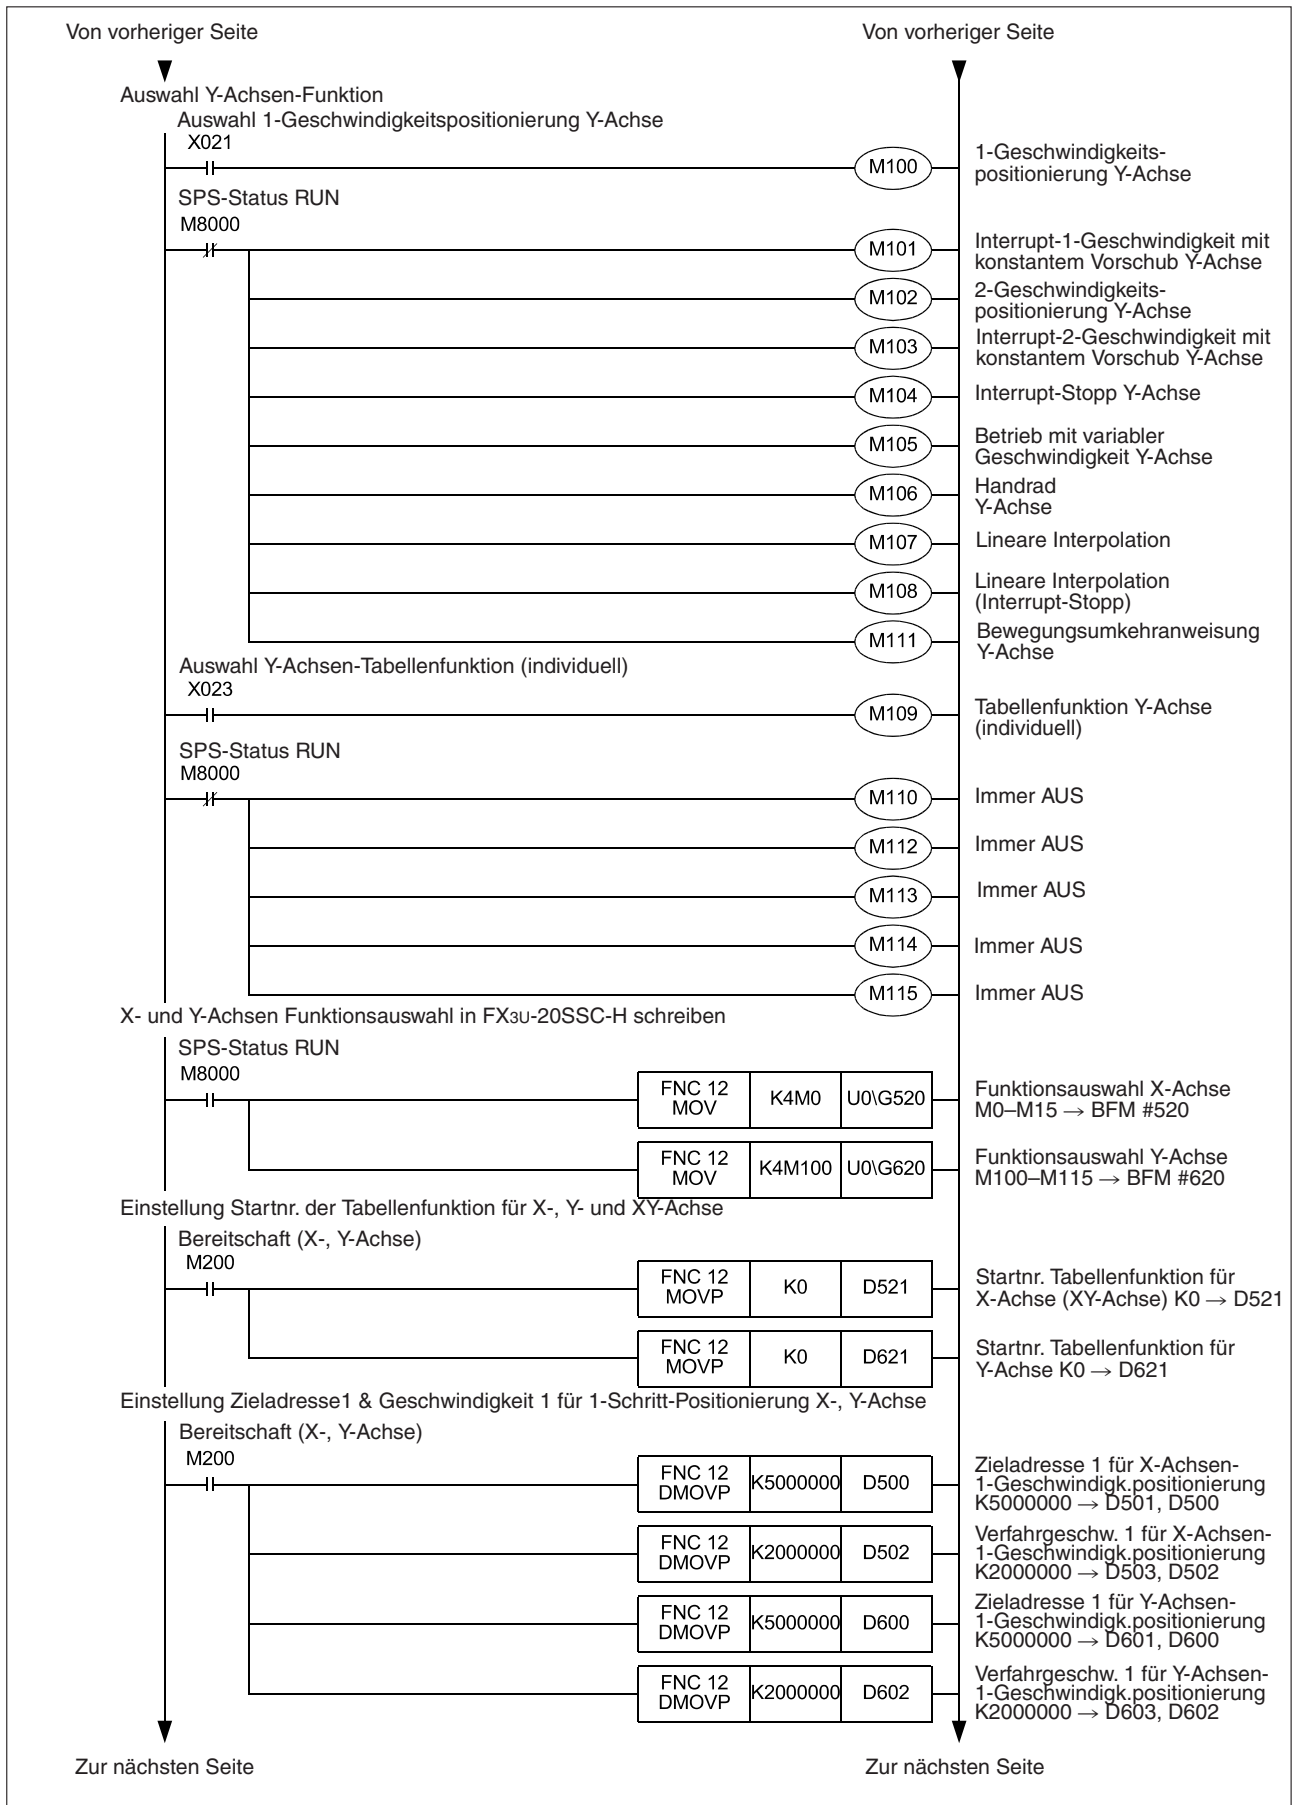 Von vorheriger Seite
Von vorheriger Seite
Auswahl Y-Achsen-Funktion
Auswahl 1-Geschwindigkeitspositionierung Y-Achse
X021
M100
1-Geschwindigkeits-
positionierung Y-Achse
SPS-Status RUN
M8000
M101
Interrupt-1-Geschwindigkeit mit
konstantem Vorschub Y-Achse
M102
2-Geschwindigkeits-
positionierung Y-Achse
M103
Interrupt-2-Geschwindigkeit mit
konstantem Vorschub Y-Achse
M104
Interrupt-Stopp Y-Achse
M105
Betrieb mit variabler
Geschwindigkeit Y-Achse
M106
Handrad
Y-Achse
M107
Lineare Interpolation
M108
Lineare Interpolation
(Interrupt-Stopp)
M111
Bewegungsumkehranweisung
Y-Achse
Auswahl Y-Achsen-Tabellenfunktion (individuell)
X023
M109
Tabellenfunktion Y-Achse
(individuell)
SPS-Status RUN
M8000
M110
Immer AUS
M112
Immer AUS
M113
Immer AUS
M114
Immer AUS
M115
Immer AUS
X- und Y-Achsen Funktionsauswahl in FX3U-20SSC-H schreiben
SPS-Status RUN
M8000
FNC 12
MOV
K4M0
U0\G520
Funktionsauswahl X-Achse
M0–M15 → BFM #520
FNC 12
MOV
K4M100
U0\G620
Funktionsauswahl Y-Achse
M100–M115 → BFM #620
Einstellung Startnr. der Tabellenfunktion für X-, Y- und XY-Achse
Bereitschaft (X-, Y-Achse)
M200
FNC 12
MOVP
K0
D521
Startnr. Tabellenfunktion für
X-Achse (XY-Achse) K0 → D521
FNC 12
MOVP
K0
D621
Startnr. Tabellenfunktion für
Y-Achse K0 → D621
Einstellung Zieladresse1 & Geschwindigkeit 1 für 1-Schritt-Positionierung X-, Y-Achse
Bereitschaft (X-, Y-Achse)
M200
FNC 12
DMOVP
K5000000
D500
Zieladresse 1 für X-Achsen-
1-Geschwindigk.positionierung
K5000000 → D501, D500
FNC 12
DMOVP
K2000000
D502
Verfahrgeschw. 1 für X-Achsen-
1-Geschwindigk.positionierung
K2000000 → D503, D502
FNC 12
DMOVP
K5000000
D600
Zieladresse 1 für Y-Achsen-
1-Geschwindigk.positionierung
K5000000 → D601, D600
FNC 12
DMOVP
K2000000
D602
Verfahrgeschw. 1 für Y-Achsen-
1-Geschwindigk.positionierung
K2000000 → D603, D602
Zur nächsten Seite
Zur nächsten Seite